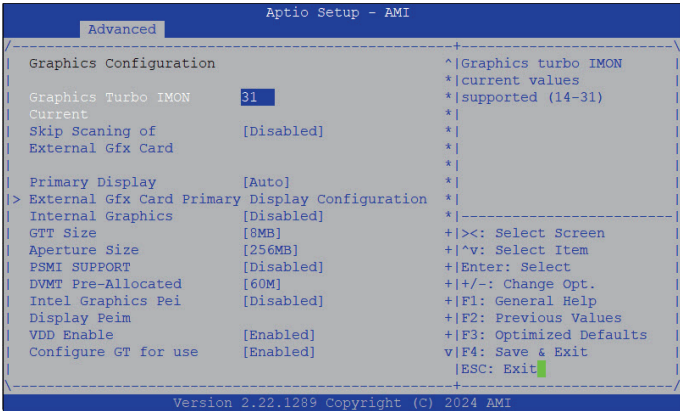 Aptio Setup - AMI
Advanced
/------------------------------------------------------+--------------------------\
| Graphics Configuration ^|Graphics turbo IMON |
| *|current values |
| Graphics Turbo IMON 31 *|supported (14-31) |
| Current *| |
| Skip Scaning of [Disabled] *| |
| External Gfx Card *| |
| *| |
| Primary Display [Auto] *| |
|> External Gfx Card Primary Display Configuration *| |
| Internal Graphics [Disabled] *|--------------------------|
| GTT Size [8MB] +|><: Select Screen |
| Aperture Size [256MB] +|^v: Select Item |
| PSMI SUPPORT [Disabled] +|Enter: Select |
| DVMT Pre-Allocated [60M] +|+/-: Change Opt. |
| Intel Graphics Pei [Disabled] +|F1: General Help |
| Display Peim +|F2: Previous Values |
| VDD Enable [Enabled] +|F3: Optimized Defaults |
| Configure GT for use [Enabled] v|F4: Save & Exit |
| |ESC: Exit |
\------------------------------------------------------+--------------------------/
Version 2.22.1289 Copyright (C) 2024 AMI